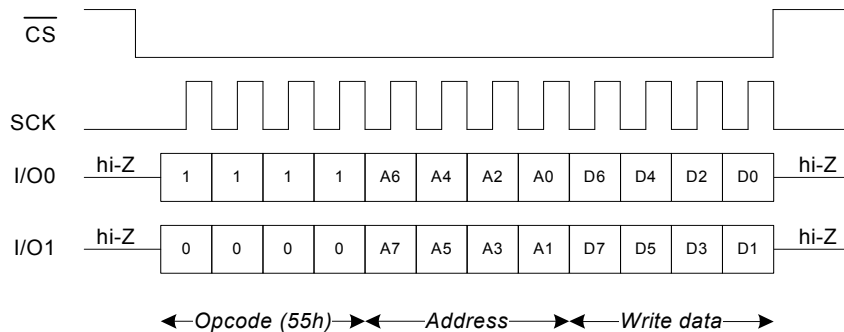 CS
SCK
I/O0 hi-Z 1 1 1 1 A6 A4 A2 A0 D6 D4 D2 D0 hi-Z
I/O1 hi-Z 0 0 0 0 A7 A5 A3 A1 D7 D5 D3 D1 hi-Z
Opcode (55h) Address Write data